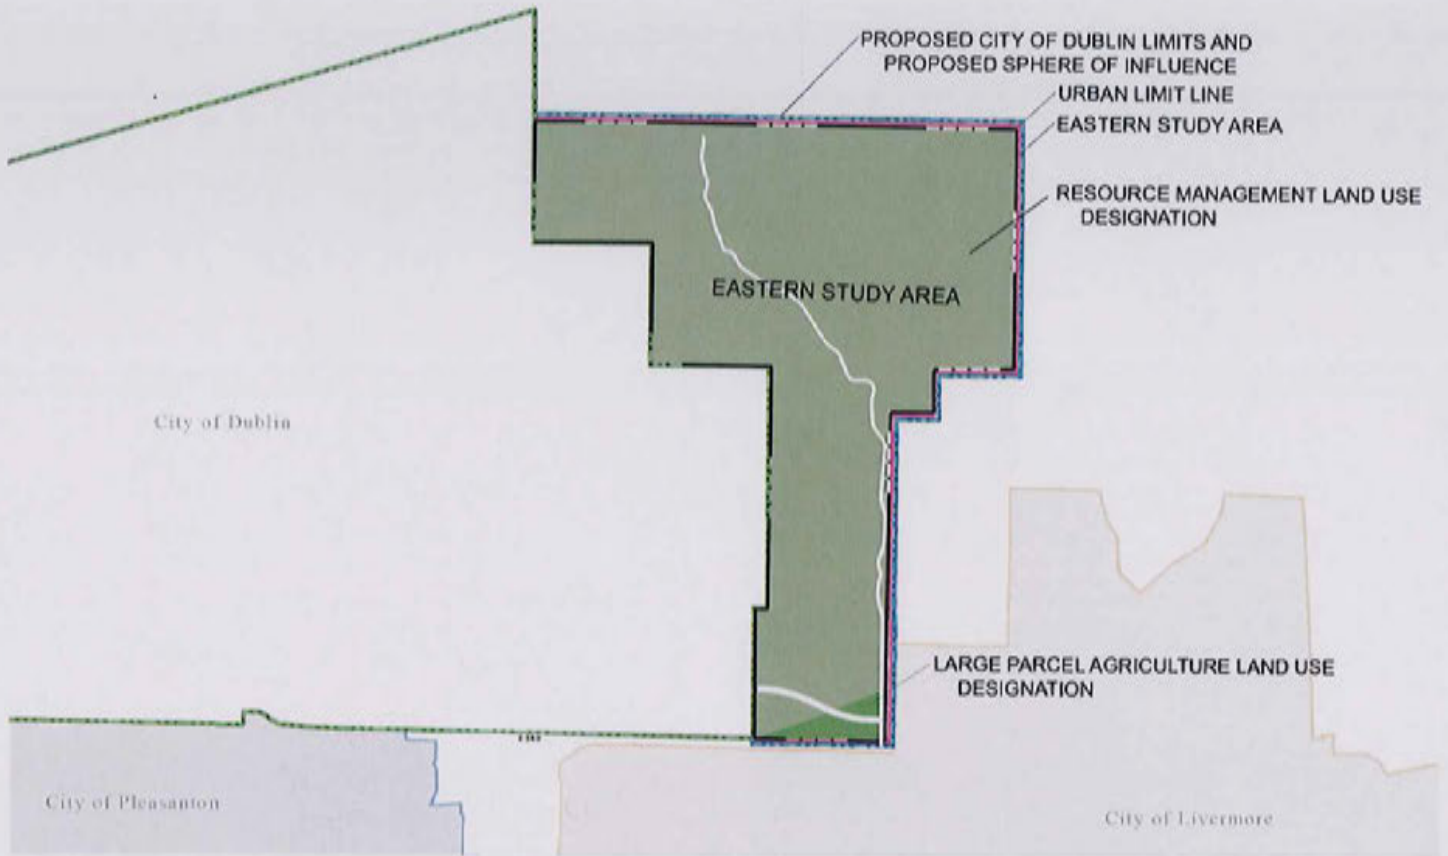 PROPOSED CITY OF DUBLIN LIMITS AND
PROPOSED SPHERE OF INFLUENCE
URBAN LIMIT LINE
EASTERN STUDY AREA
RESOURCE MANAGEMENT LAND USE
DESIGNATION
EASTERN STUDY AREA
City of Dublin
LARGE PARCEL AGRICULTURE LAND USE
DESIGNATION
City of Pleasanton
City of Livermore